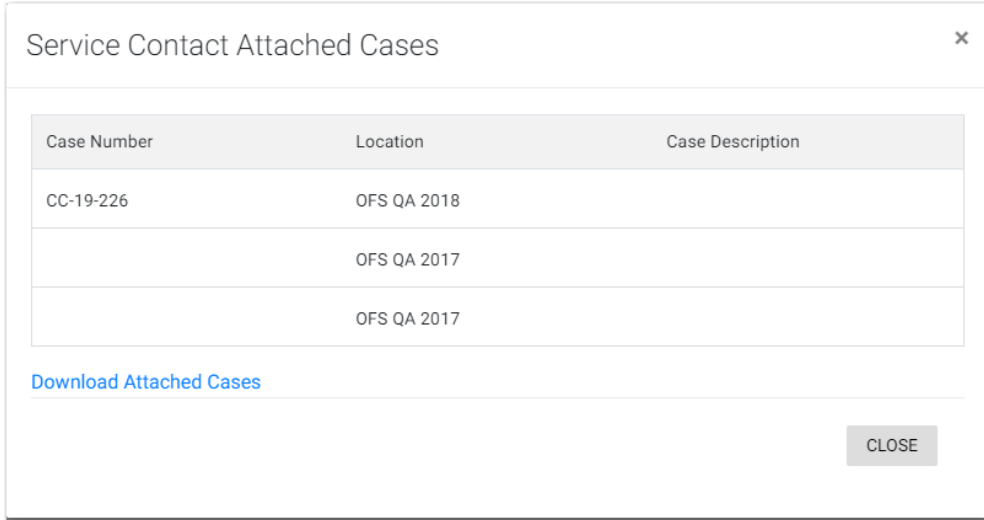 Service Contact Attached Cases ×
Case Number Location Case Description
CC-19-226 OFS QA 2018
OFS QA 2017
OFS QA 2017
Download Attached Cases
CLOSE